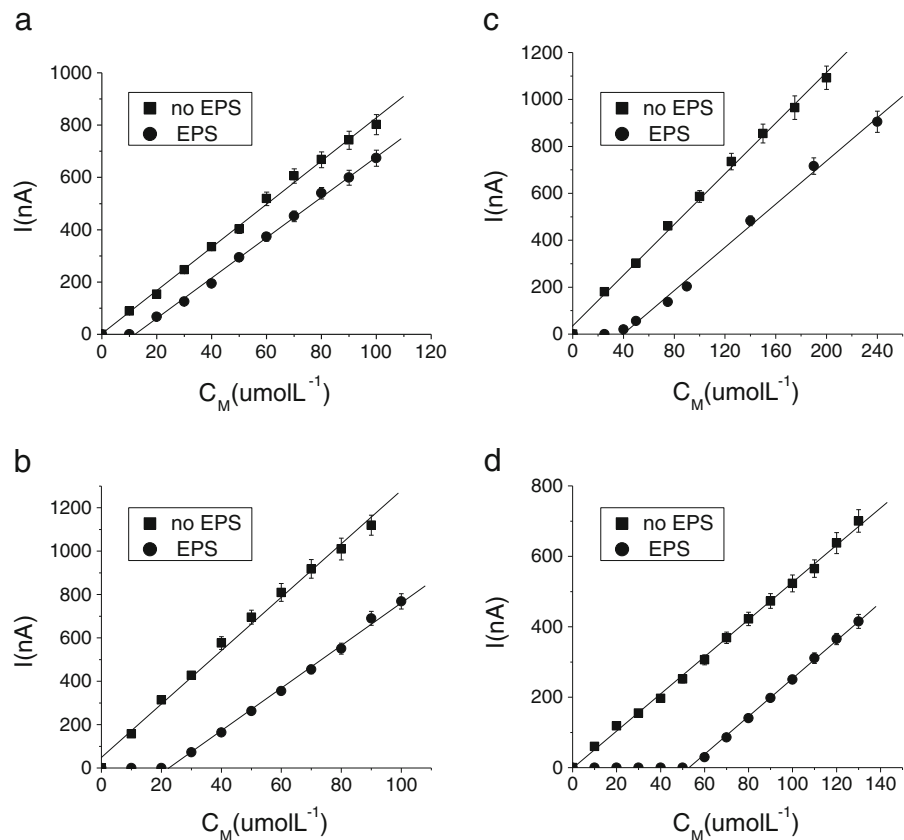 a
1000
800
600
400
200
0
I(nA)
no EPS
EPS
0 20 40 60 80 100 120
C_M(umolL⁻¹)
c
1200
1000
800
600
400
200
0
I(nA)
no EPS
EPS
0 40 80 120 160 200 240
C_M(umolL⁻¹)
b
1200
1000
800
600
400
200
0
I(nA)
no EPS
EPS
0 20 40 60 80 100
C_M(umolL⁻¹)
d
800
600
400
200
0
I(nA)
no EPS
EPS
0 20 40 60 80 100 120 140
C_M(umolL⁻¹)